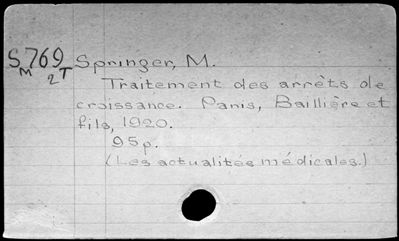 S769 Springer, M.
M 2T Traitement des arrêts de
croissance. Paris, Baillière et
fils, 1920.
95p.
(Les actualités médicales.)